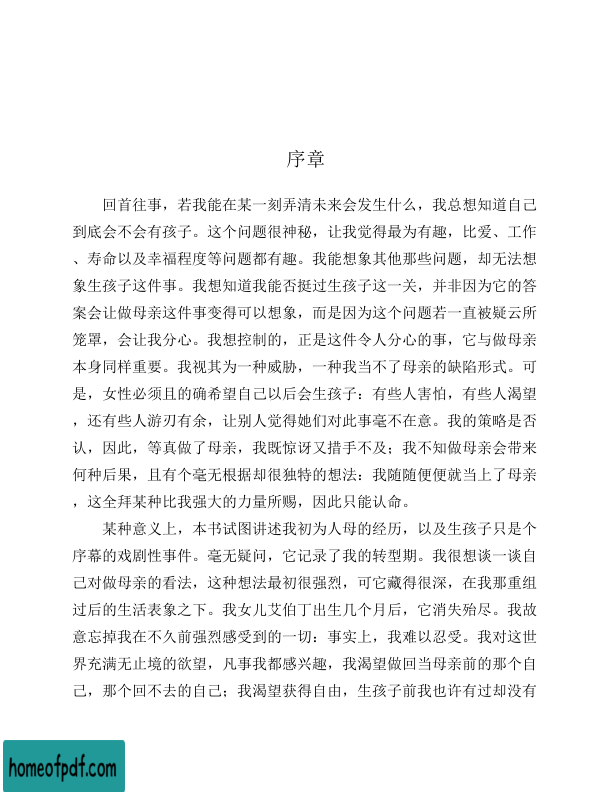 序章
回首往事，若我能在某一刻弄清未来会发生什么，我总想知道自己
到底会不会有孩子。这个问题很神秘，让我觉得最为有趣，比爱、工作
、寿命以及幸福程度等问题都有趣。我能想象其他那些问题，却无法想
象生孩子这件事。我想知道我能否挺过生孩子这一关，并非因为它的答
案会让做母亲这件事变得可以想象，而是因为这个问题若一直被疑云所
笼罩，会让我分心。我想控制的，正是这件令人分心的事，它与做母亲
本身同样重要。我视其为一种威胁，一种我当不了母亲的缺陷形式。可
是，女性必须且的确希望自己以后会生孩子：有些人害怕，有些人渴望
，还有些人游刃有余，让别人觉得她们对此事毫不在意。我的策略是否
认，因此，等真做了母亲，我既惊讶又措手不及；我不知做母亲会带来
何种后果，且有个毫无根据却很独特的想法：我随随便便就当上了母亲
，这全拜某种比我强大的力量所赐，因此只能认命。
某种意义上，本书试图讲述我初为人母的经历，以及生孩子只是个
序幕的戏剧性事件。毫无疑问，它记录了我的转型期。我很想谈一谈自
己对做母亲的看法，这种想法最初很强烈，可它藏得很深，在我那重组
过后的生活表象之下。我女儿艾伯丁出生几个月后，它消失殆尽。我故
意忘掉我在不久前强烈感受到的一切：事实上，我难以忍受。我对这世
界充满无止境的欲望，凡事我都感兴趣，我渴望做回当母亲前的那个自
己，那个回不去的自己；我渴望获得自由，生孩子前我也许有过却没有
homeofpdf.com